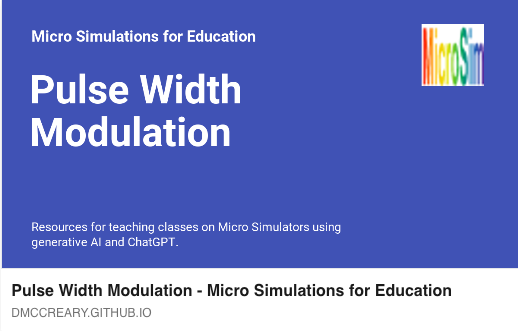 Micro Simulations for Education
MicroSim
Pulse Width
Modulation
Resources for teaching classes on Micro Simulators using
generative AI and ChatGPT.
Pulse Width Modulation - Micro Simulations for Education
DMCCREARY.GITHUB.IO